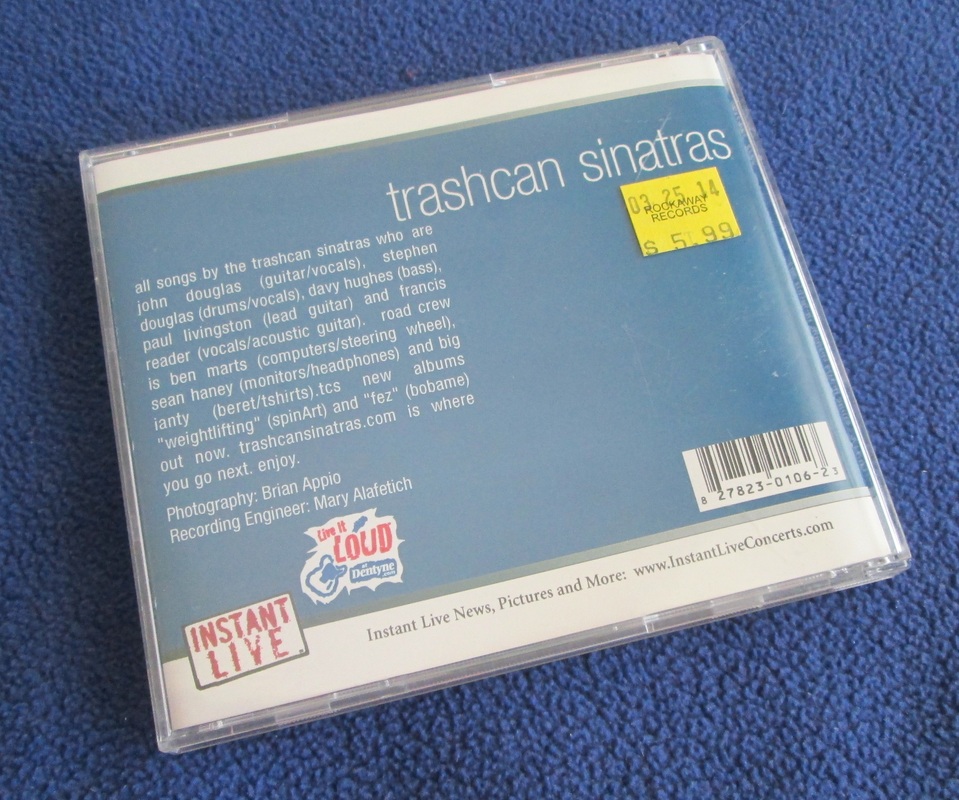 trashcan sinatras
03 25 14
ROCKAWAY
RECORDS
$ 5.99
all songs by the trashcan sinatras who are
john douglas (guitar/vocals), stephen
douglas (drums/vocals), davy hughes (bass),
paul livingston (lead guitar) and francis
reader (vocals/acoustic guitar). road crew
is ben marts (computers/steering wheel),
sean haney (monitors/headphones) and big
ianty (beret/tshirts).tcs new albums
"weightlifting" (spinArt) and "fez" (bobame)
out now. trashcansinatras.com is where
you go next. enjoy.
Photography: Brian Appio
Recording Engineer: Mary Alafetich
Live it
LOUD
Dentyne
8 27823-0106-2 3
INSTANT
LIVE
Instant Live News, Pictures and More: www.InstantLiveConcerts.com